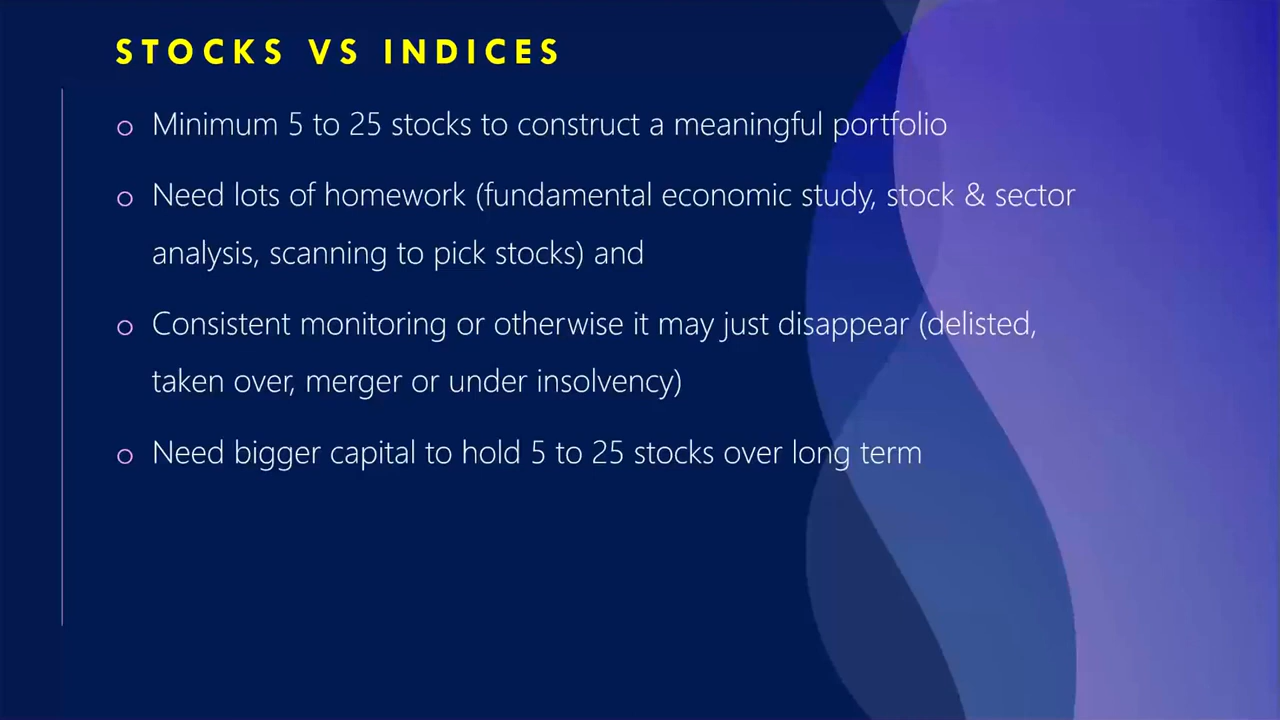 STOCKS VS INDICES
Minimum 5 to 25 stocks to construct a meaningful portfolio
Need lots of homework (fundamental economic study, stock & sector
analysis, scanning to pick stocks) and
Consistent monitoring or otherwise it may just disappear (delisted,
taken over, merger or under insolvency)
Need bigger capital to hold 5 to 25 stocks over long term